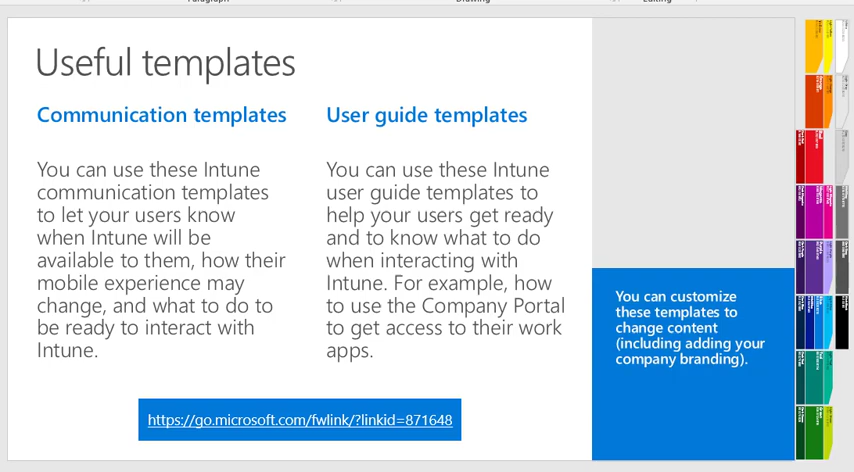 Paragraph
Drawing
Editing
Useful templates
Communication templates
You can use these Intune
communication templates
to let your users know
when Intune will be
available to them, how their
mobile experience may
change, and what to do to
be ready to interact with
Intune.
User guide templates
You can use these Intune
user guide templates to
help your users get ready
and to know what to do
when interacting with
Intune. For example, how
to use the Company Portal
to get access to their work
apps.
https://go.microsoft.com/fwlink/?linkid=871648
You can customize
these templates to
change content
(including adding your
company branding).